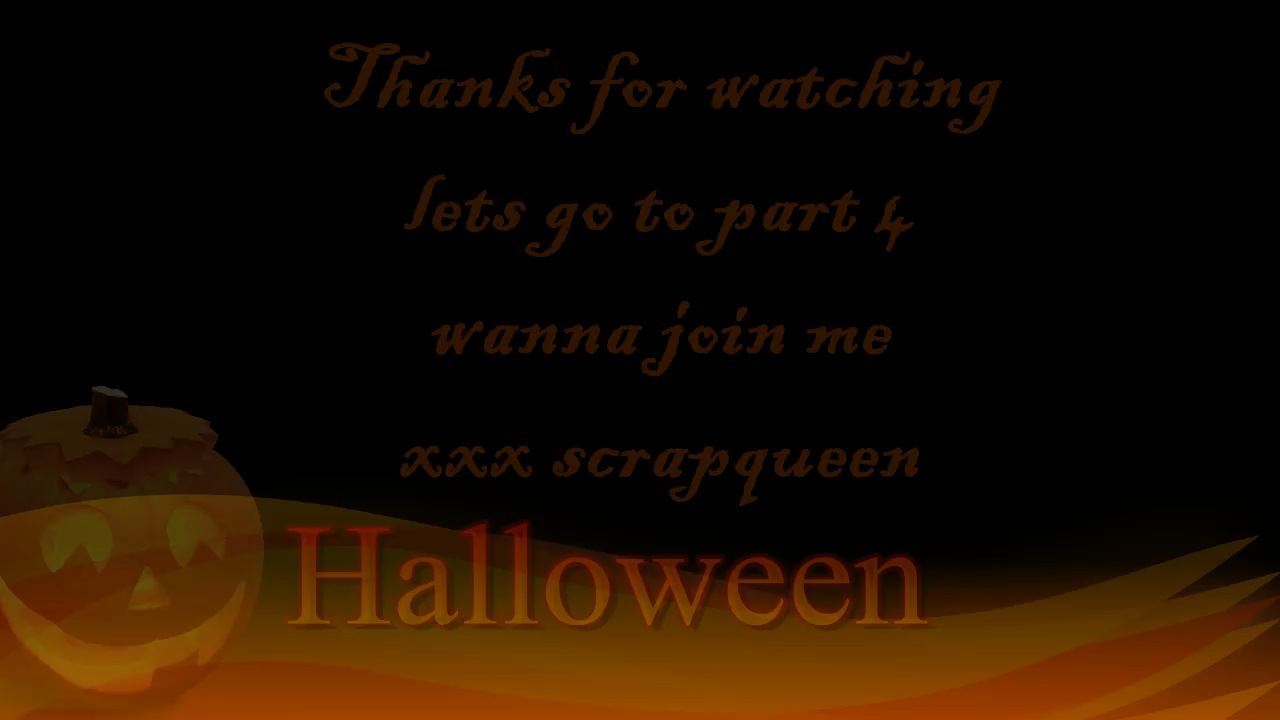 Thanks for watching
lets go to part 4
wanna join me
xxx scrapqueen
Halloween